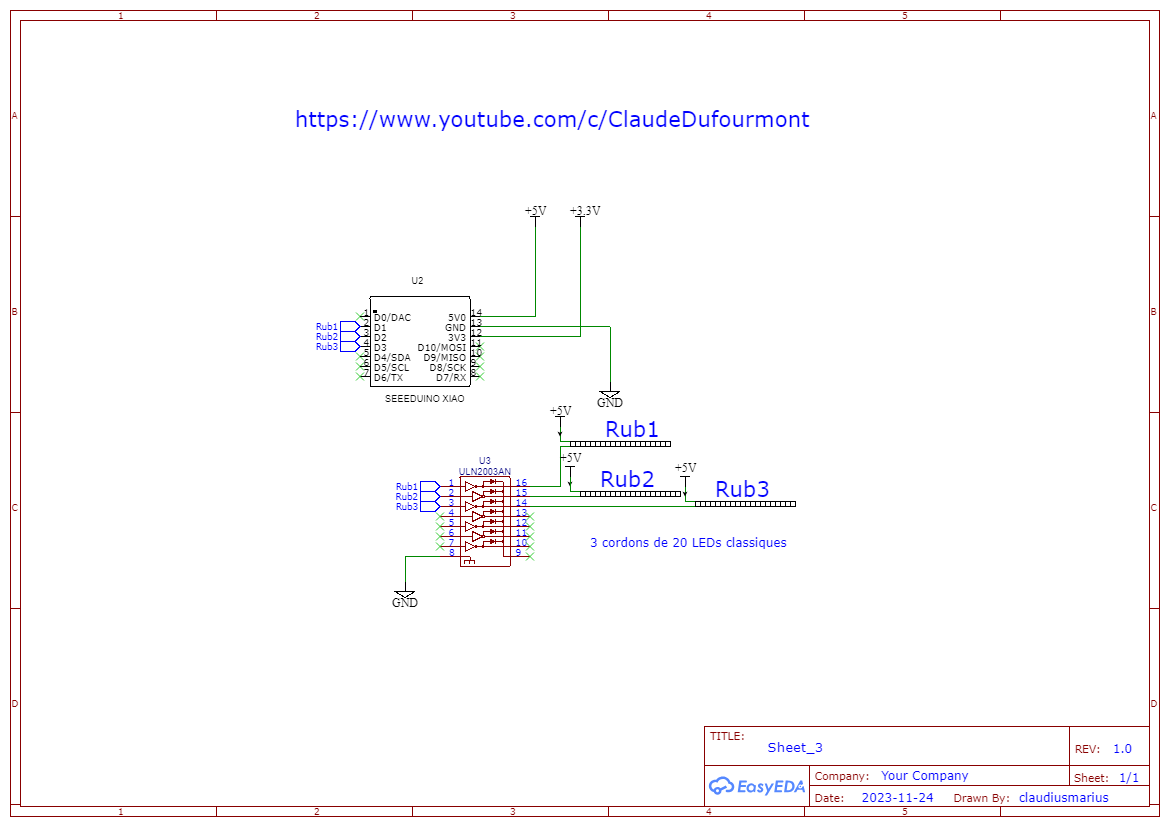 1 2 3 4 5
A A
https://www.youtube.com/c/ClaudeDufourmont
+5V +3.3V
U2
B B
1 D0/DAC 5V0 14
Rub1 2 D1 GND 13
Rub2 3 D2 3V3 12
Rub3 4 D3 D10/MOSI 11
5 D4/SDA D9/MISO 10
6 D5/SCL D8/SCK 9
7 D6/TX D7/RX 8
SEEEDUINO XIAO
GND
+5V
Rub1
+5V
U3
ULN2003AN
Rub2
+5V
Rub3
Rub1 1 16
Rub2 2 15
Rub3 3 14
4 13
5 12
6 11
7 10
8 9
C C
3 cordons de 20 LEDs classiques
GND
D D
TITLE:
Sheet_3
REV: 1.0
EasyEDA
Company: Your Company
Sheet: 1/1
Date: 2023-11-24 Drawn By: claudiusmarius
1 2 3 4 5